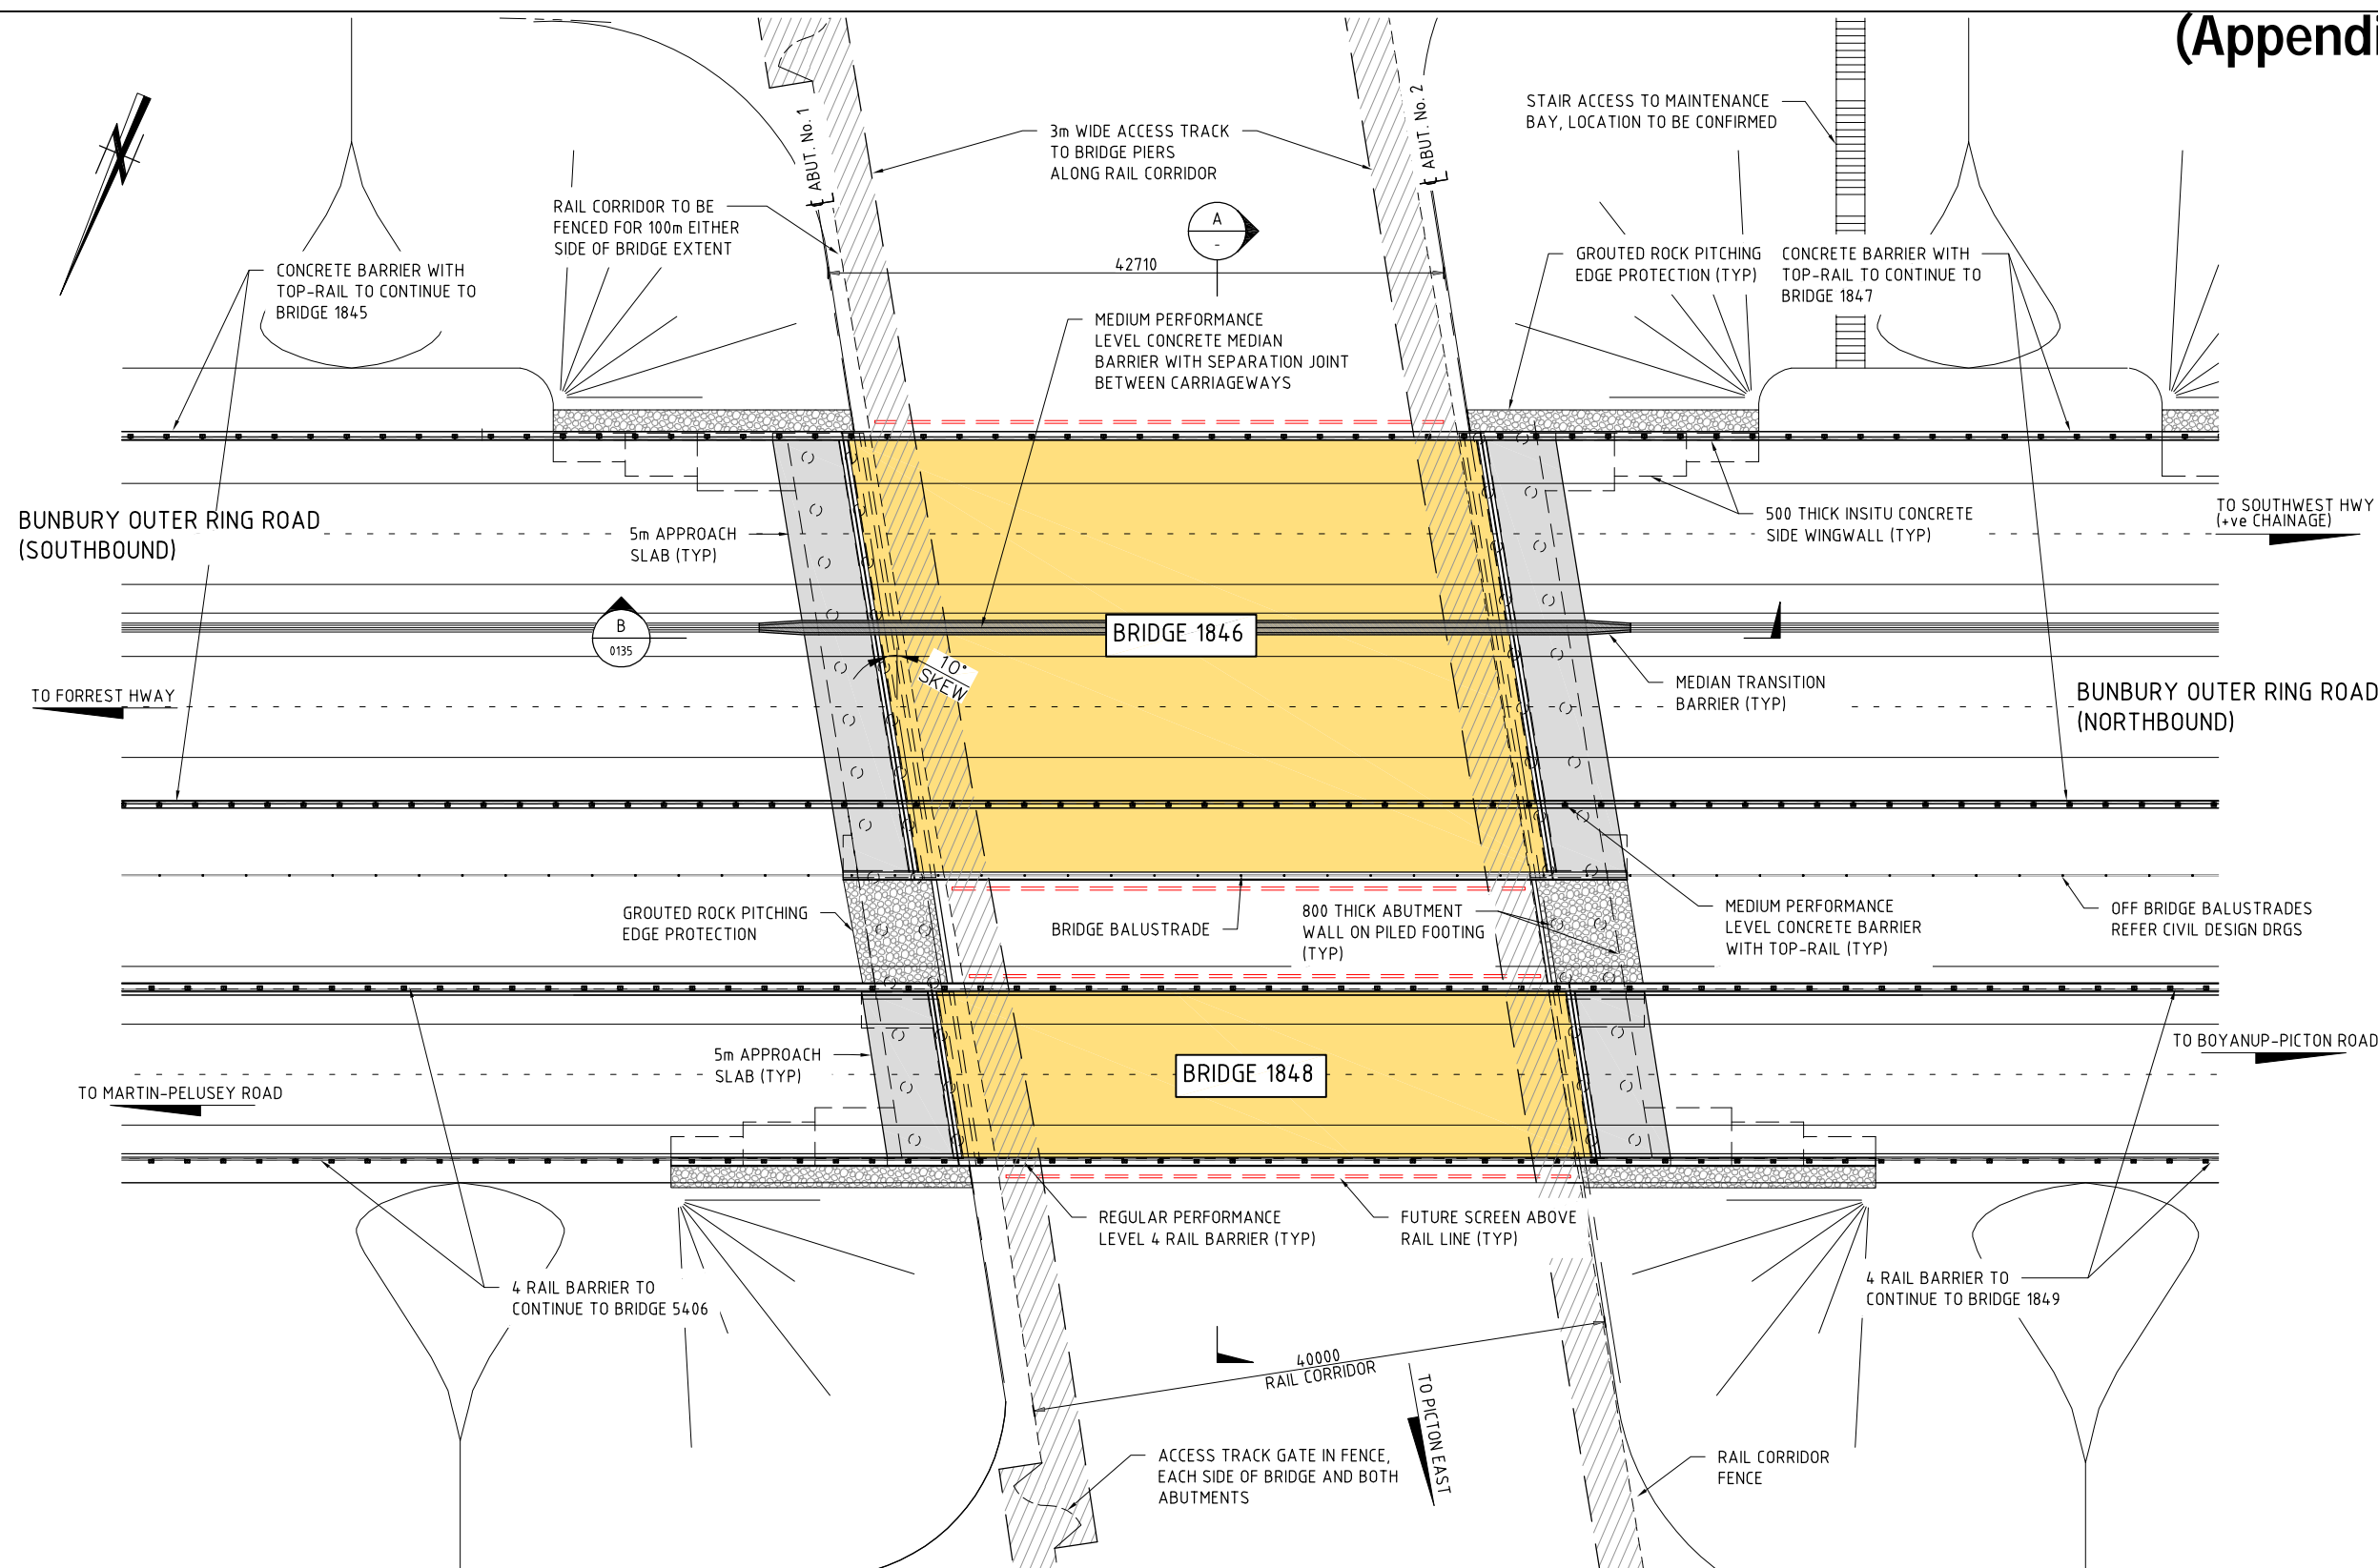 (Appendi
STAIR ACCESS TO MAINTENANCE
BAY, LOCATION TO BE CONFIRMED
3m WIDE ACCESS TRACK
TO BRIDGE PIERS
ALONG RAIL CORRIDOR
ABUT. No. 1
ABUT. No. 2
RAIL CORRIDOR TO BE
FENCED FOR 100m EITHER
SIDE OF BRIDGE EXTENT
A
-
42710
CONCRETE BARRIER WITH
TOP-RAIL TO CONTINUE TO
BRIDGE 1845
GROUTED ROCK PITCHING
EDGE PROTECTION (TYP)
CONCRETE BARRIER WITH
TOP-RAIL TO CONTINUE TO
BRIDGE 1847
MEDIUM PERFORMANCE
LEVEL CONCRETE MEDIAN
BARRIER WITH SEPARATION JOINT
BETWEEN CARRIAGEWAYS
BUNBURY OUTER RING ROAD
(SOUTHBOUND)
5m APPROACH
SLAB (TYP)
500 THICK INSITU CONCRETE
SIDE WINGWALL (TYP)
TO SOUTHWEST HWY
(+ve CHAINAGE)
B
0135
BRIDGE 1846
10°
SKEW
TO FORREST HWAY
MEDIAN TRANSITION
BARRIER (TYP)
BUNBURY OUTER RING ROAD
(NORTHBOUND)
GROUTED ROCK PITCHING
EDGE PROTECTION
BRIDGE BALUSTRADE
800 THICK ABUTMENT
WALL ON PILED FOOTING
(TYP)
MEDIUM PERFORMANCE
LEVEL CONCRETE BARRIER
WITH TOP-RAIL (TYP)
OFF BRIDGE BALUSTRADES
REFER CIVIL DESIGN DRGS
5m APPROACH
SLAB (TYP)
BRIDGE 1848
TO BOYANUP-PICTON ROAD
TO MARTIN-PELUSEY ROAD
REGULAR PERFORMANCE
LEVEL 4 RAIL BARRIER (TYP)
FUTURE SCREEN ABOVE
RAIL LINE (TYP)
4 RAIL BARRIER TO
CONTINUE TO BRIDGE 5406
4 RAIL BARRIER TO
CONTINUE TO BRIDGE 1849
40000
RAIL CORRIDOR
TO PICTON EAST
ACCESS TRACK GATE IN FENCE,
EACH SIDE OF BRIDGE AND BOTH
ABUTMENTS
RAIL CORRIDOR
FENCE